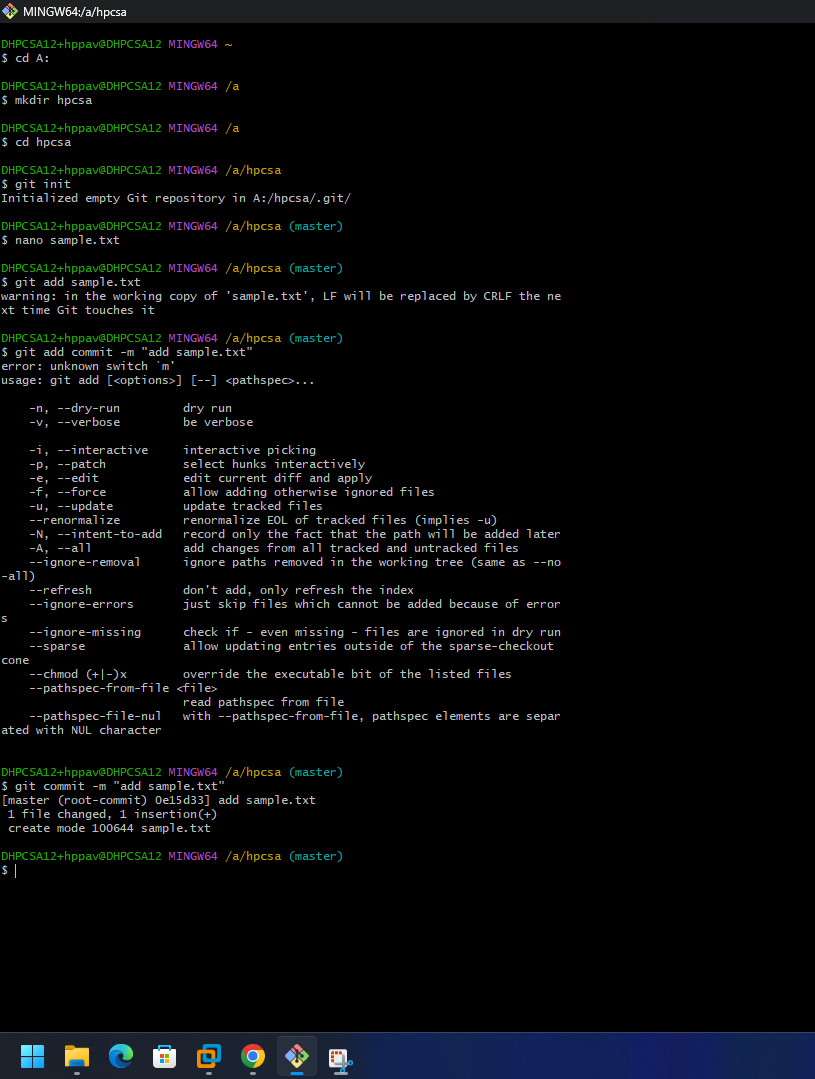 MINGW64:/a/hpcsa
DHPCSA12+hppav@DHPCSA12 MINGW64 ~
$ cd A:
DHPCSA12+hppav@DHPCSA12 MINGW64 /a
$ mkdir hpcsa
DHPCSA12+hppav@DHPCSA12 MINGW64 /a
$ cd hpcsa
DHPCSA12+hppav@DHPCSA12 MINGW64 /a/hpcsa
$ git init
Initialized empty Git repository in A:/hpcsa/.git/
DHPCSA12+hppav@DHPCSA12 MINGW64 /a/hpcsa (master)
$ nano sample.txt
DHPCSA12+hppav@DHPCSA12 MINGW64 /a/hpcsa (master)
$ git add sample.txt
warning: in the working copy of 'sample.txt', LF will be replaced by CRLF the ne
xt time Git touches it
DHPCSA12+hppav@DHPCSA12 MINGW64 /a/hpcsa (master)
$ git add commit -m "add sample.txt"
error: unknown switch `m'
usage: git add [<options>] [--] <pathspec>...
-n, --dry-run dry run
-v, --verbose be verbose
-i, --interactive interactive picking
-p, --patch select hunks interactively
-e, --edit edit current diff and apply
-f, --force allow adding otherwise ignored files
-u, --update update tracked files
--renormalize renormalize EOL of tracked files (implies -u)
-N, --intent-to-add record only the fact that the path will be added later
-A, --all add changes from all tracked and untracked files
--ignore-removal ignore paths removed in the working tree (same as --no
-all)
--refresh don't add, only refresh the index
--ignore-errors just skip files which cannot be added because of error
s
--ignore-missing check if - even missing - files are ignored in dry run
--sparse allow updating entries outside of the sparse-checkout
cone
--chmod (+|-)x override the executable bit of the listed files
--pathspec-from-file <file>
read pathspec from file
--pathspec-file-nul with --pathspec-from-file, pathspec elements are separ
ated with NUL character
DHPCSA12+hppav@DHPCSA12 MINGW64 /a/hpcsa (master)
$ git commit -m "add sample.txt"
[master (root-commit) 0e15d33] add sample.txt
1 file changed, 1 insertion(+)
create mode 100644 sample.txt
DHPCSA12+hppav@DHPCSA12 MINGW64 /a/hpcsa (master)
$